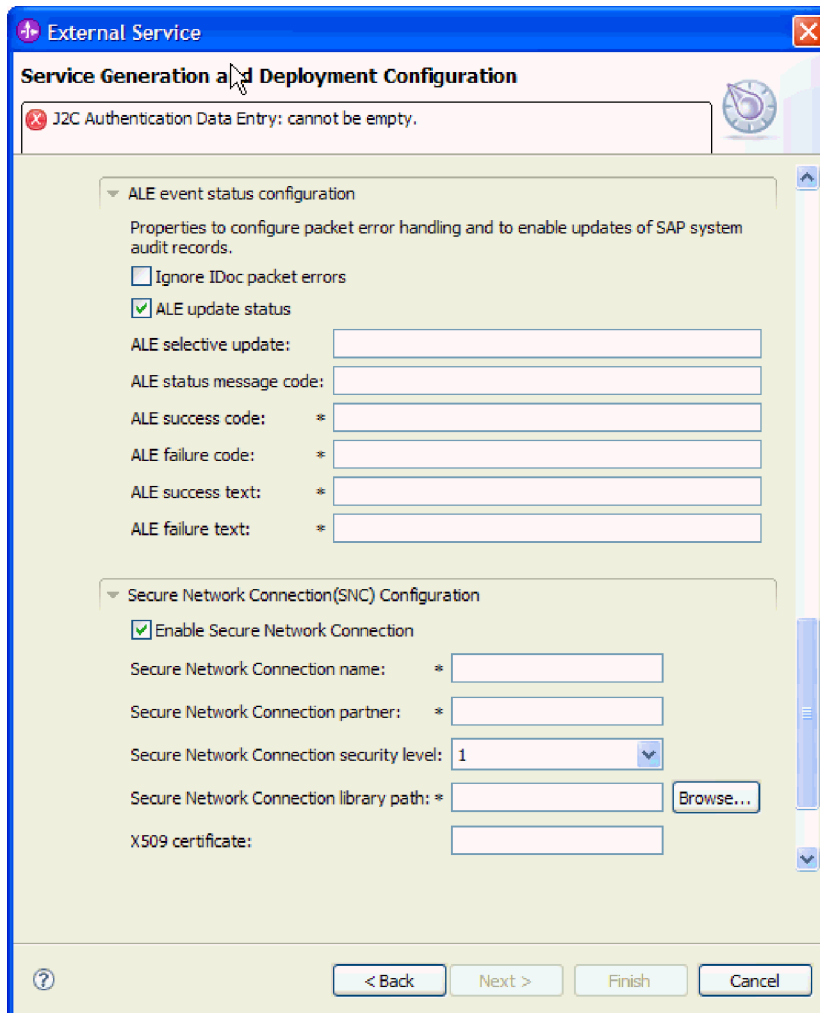 External Service
Service Generation and Deployment Configuration
J2C Authentication Data Entry: cannot be empty.
ALE event status configuration
Properties to configure packet error handling and to enable updates of SAP system
audit records.
Ignore IDoc packet errors
ALE update status
ALE selective update:
ALE status message code:
ALE success code: *
ALE failure code: *
ALE success text: *
ALE failure text: *
Secure Network Connection(SNC) Configuration
Enable Secure Network Connection
Secure Network Connection name: *
Secure Network Connection partner: *
Secure Network Connection security level: 1
Secure Network Connection library path: * Browse...
X509 certificate:
? < Back Next > Finish Cancel